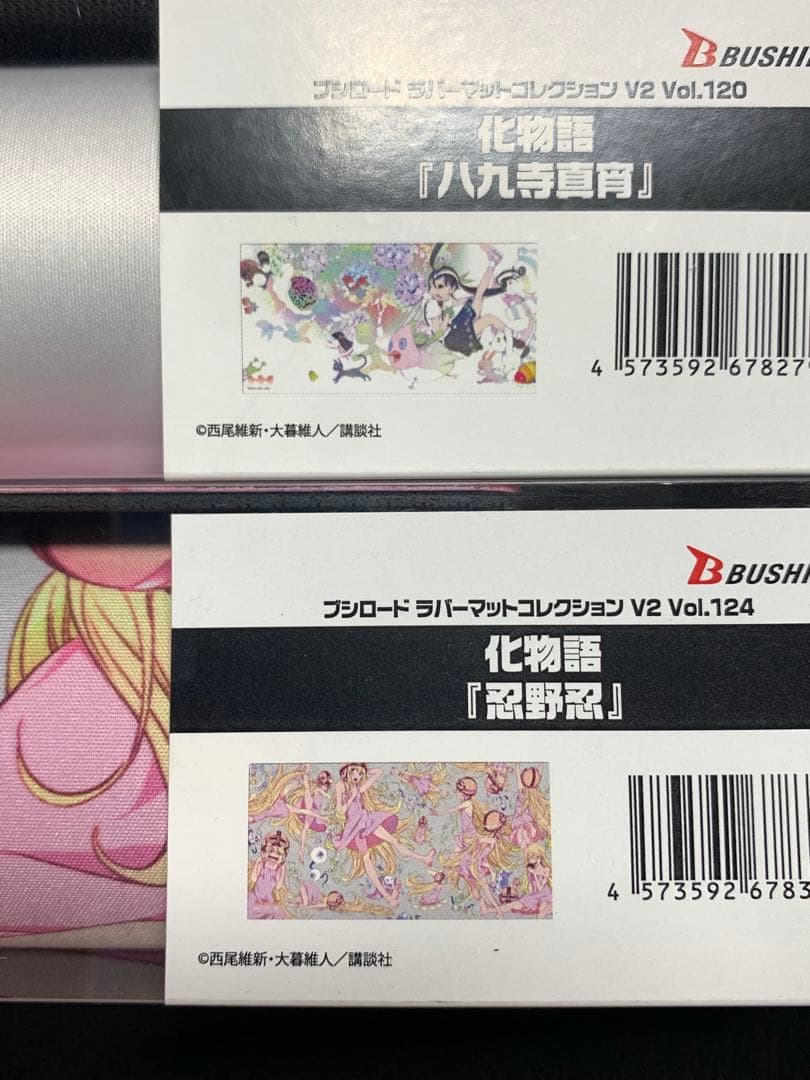 BUSHI
ブシロード ラバーマットコレクション V2 Vol.120
化物語
『八九寺真宵』
4 573592 67827
©西尾維新・大暮維人／講談社
BUSHI
ブシロード ラバーマットコレクション V2 Vol.124
化物語
『忍野忍』
4 573592 6783
©西尾維新・大暮維人／講談社